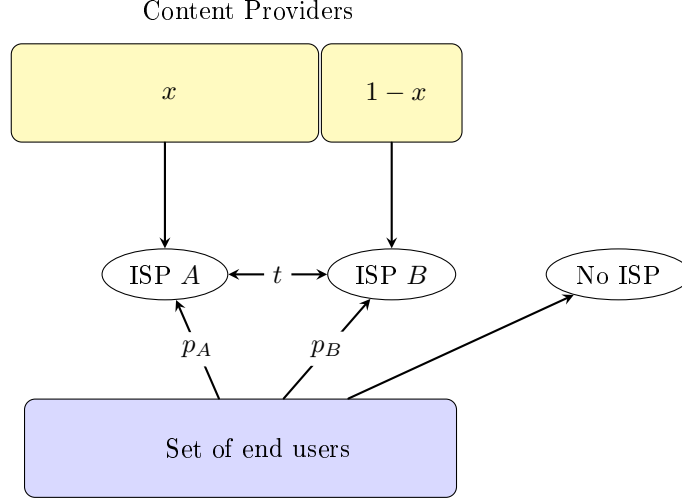 Content Providers
x
1 − x
ISP A
t
ISP B
No ISP
p_A
p_B
Set of end users